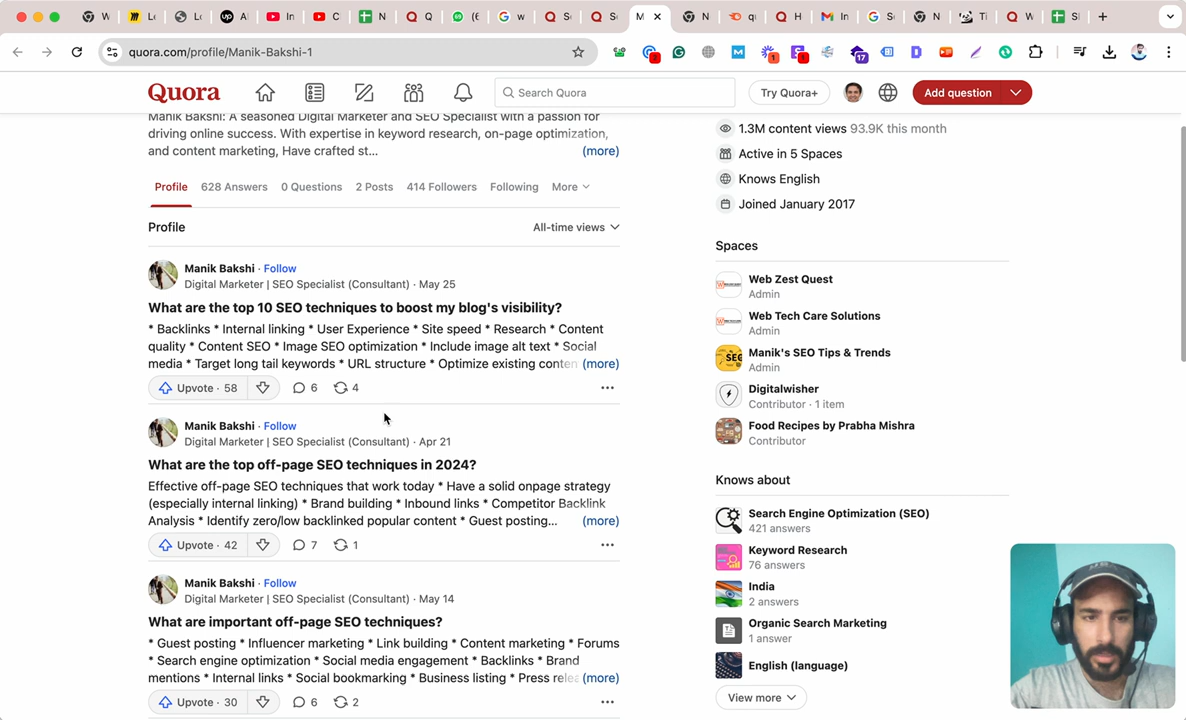 quora.com/profile/Manik-Bakshi-1
Quora
Search Quora
Try Quora+
Add question
Manik Bakshi: A seasoned Digital Marketer and SEO Specialist with a passion for
driving online success. With expertise in keyword research, on-page optimization,
and content marketing, Have crafted st... (more)
Profile 628 Answers 0 Questions 2 Posts 414 Followers Following More
Profile All-time views
Manik Bakshi · Follow
Digital Marketer | SEO Specialist (Consultant) · May 25
What are the top 10 SEO techniques to boost my blog's visibility?
* Backlinks * Internal linking * User Experience * Site speed * Research * Content
quality * Content SEO * Image SEO optimization * Include image alt text * Social
media * Target long tail keywords * URL structure * Optimize existing conten (more)
Upvote · 58 6 4
Manik Bakshi · Follow
Digital Marketer | SEO Specialist (Consultant) · Apr 21
What are the top off-page SEO techniques in 2024?
Effective off-page SEO techniques that work today * Have a solid onpage strategy
(especially internal linking) * Brand building * Inbound links * Competitor Backlink
Analysis * Identify zero/low backlinked popular content * Guest posting... (more)
Upvote · 42 7 1
Manik Bakshi · Follow
Digital Marketer | SEO Specialist (Consultant) · May 14
What are important off-page SEO techniques?
* Guest posting * Influencer marketing * Link building * Content marketing * Forums
* Search engine optimization * Social media engagement * Backlinks * Brand
mentions * Internal links * Social bookmarking * Business listing * Press relea (more)
Upvote · 30 6 2
1.3M content views 93.9K this month
Active in 5 Spaces
Knows English
Joined January 2017
Spaces
Web Zest Quest
Admin
Web Tech Care Solutions
Admin
Manik's SEO Tips & Trends
Admin
Digitalwisher
Contributor · 1 item
Food Recipes by Prabha Mishra
Contributor
Knows about
Search Engine Optimization (SEO)
421 answers
Keyword Research
76 answers
India
2 answers
Organic Search Marketing
1 answer
English (language)
View more